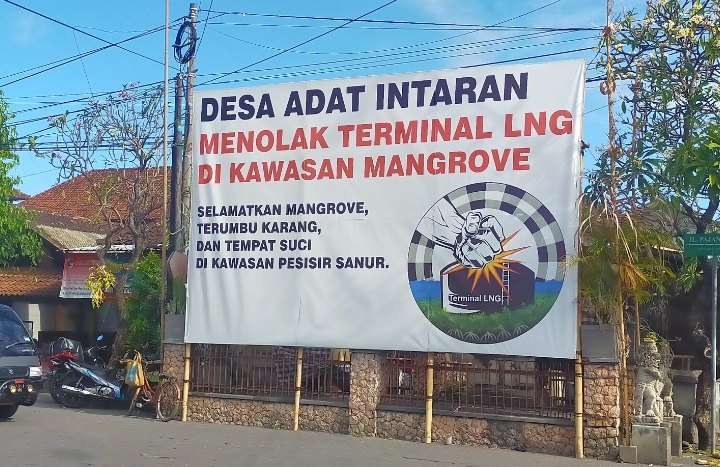 DESA ADAT INTARAN
MENOLAK TERMINAL LNG
DI KAWASAN MANGROVE
SELAMATKAN MANGROVE,
TERUMBU KARANG,
DAN TEMPAT SUCI
DI KAWASAN PESISIR SANUR.
Terminal LNG